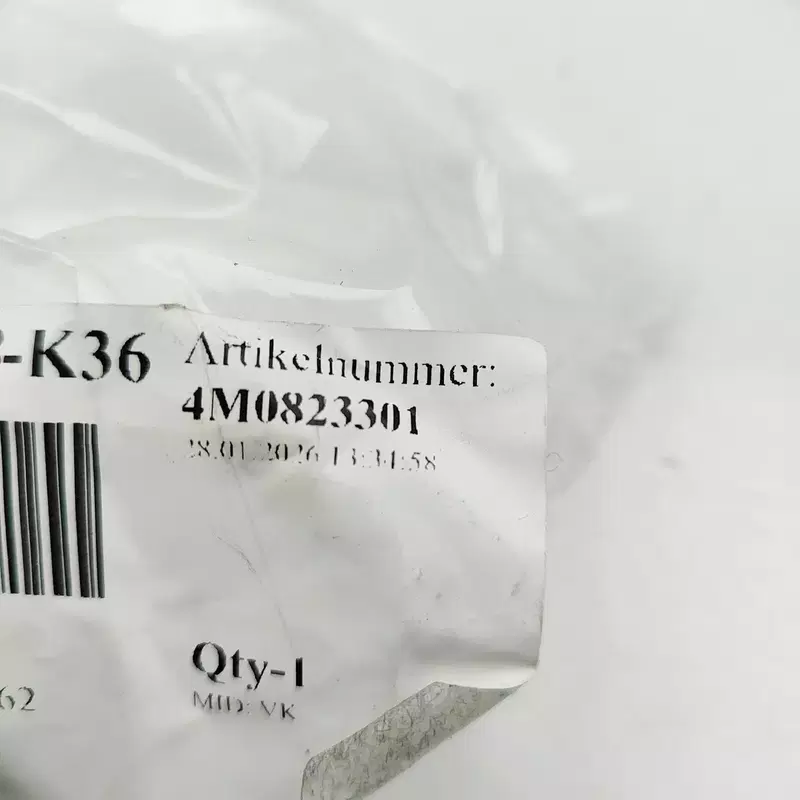 -K36
Artikelnummer:
4M0823301
28.01.2026 13:34:58
Qty-1
MID: VK
62